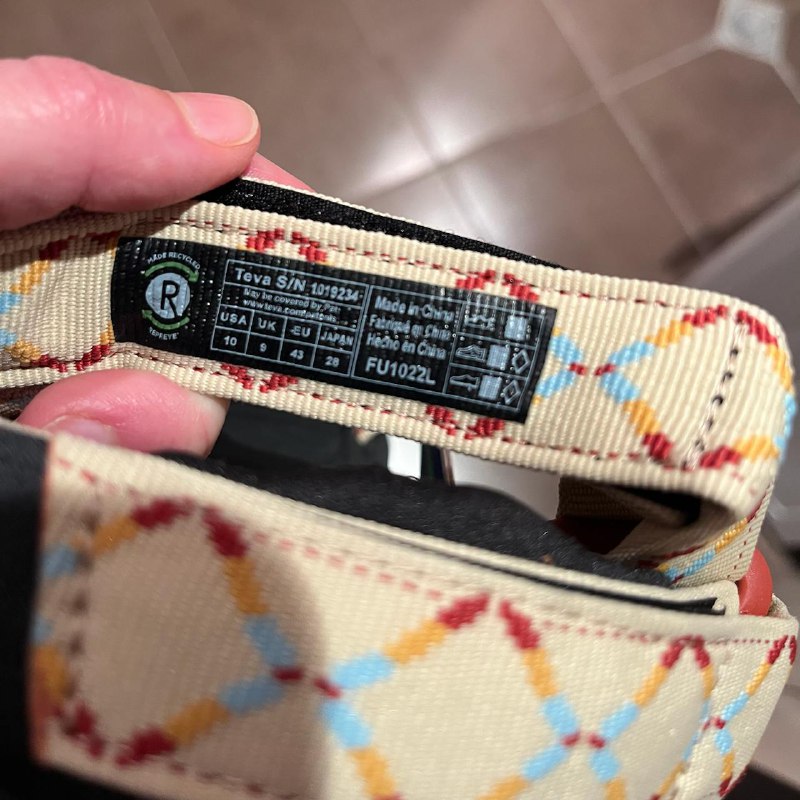 MADE RECYCLED
R
REPREVE
Teva S/N 1019234
May be covered by Pat.
www.teva.com/patents
USA UK EU JAPAN
10 9 43 28
Made in China
Fabriqué en Chine
Hecho en China
FU1022L